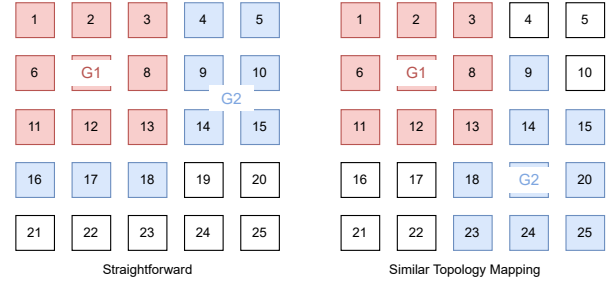 1 2 3 4 5
6 G1 8 9 10
G2
11 12 13 14 15
16 17 18 19 20
21 22 23 24 25
Straightforward
1 2 3 4 5
6 G1 8 9 10
11 12 13 14 15
16 17 18 G2 20
21 22 23 24 25
Similar Topology Mapping